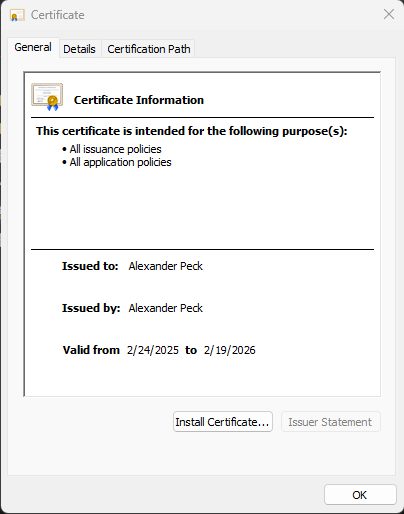 Certificate
General
Details
Certification Path
Certificate Information
This certificate is intended for the following purpose(s):
• All issuance policies
• All application policies
Issued to: Alexander Peck
Issued by: Alexander Peck
Valid from 2/24/2025 to 2/19/2026
Install Certificate...
Issuer Statement
OK